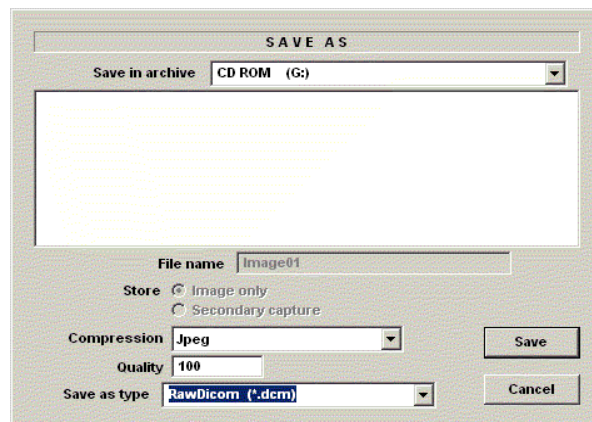 SAVE AS
Save in archive CD ROM (G:)
File name Image01
Store Image only
Secondary capture
Compression Jpeg
Save
Quality 100
Save as type RawDicom (*.dcm)
Cancel